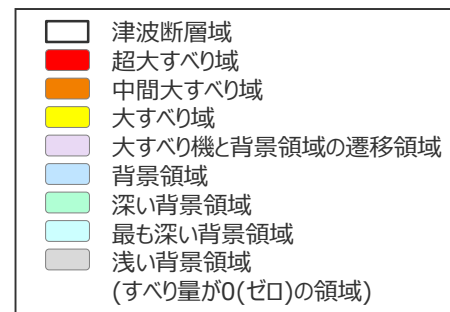 津波断層域
超大すべり域
中間大すべり域
大すべり域
大すべり機と背景領域の遷移領域
背景領域
深い背景領域
最も深い背景領域
浅い背景領域
(すべり量が0(ゼロ)の領域)